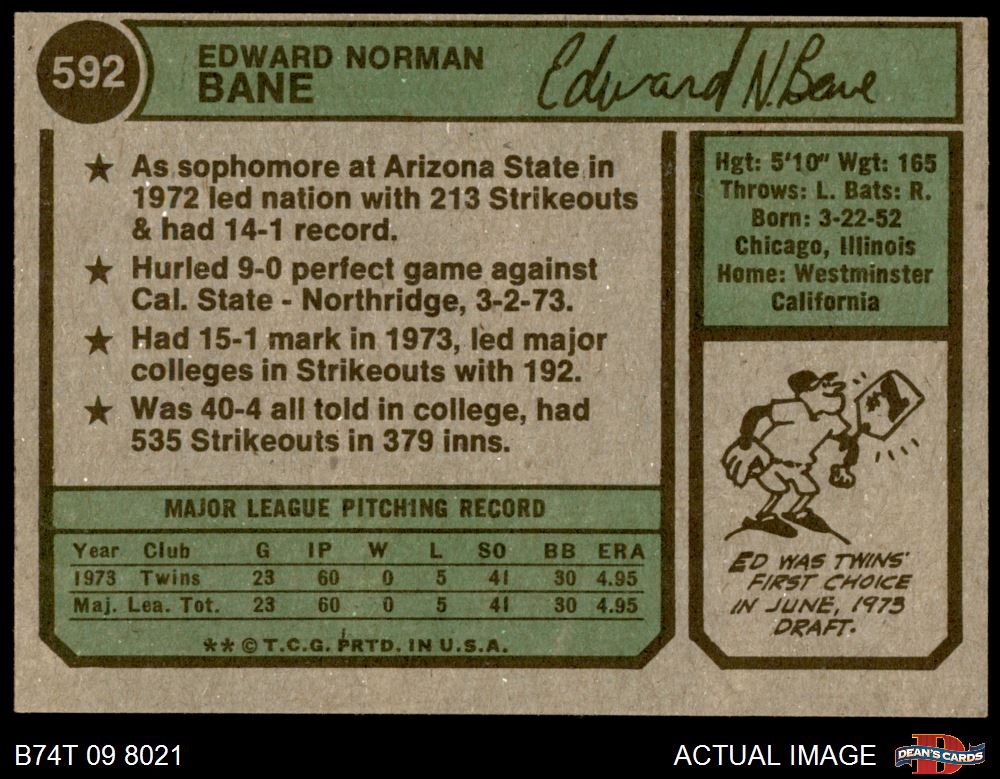 592
EDWARD NORMAN
BANE
Edward N. Bane
★ As sophomore at Arizona State in
1972 led nation with 213 Strikeouts
& had 14-1 record.
★ Hurled 9-0 perfect game against
Cal. State - Northridge, 3-2-73.
★ Had 15-1 mark in 1973, led major
colleges in Strikeouts with 192.
★ Was 40-4 all told in college, had
535 Strikeouts in 379 inns.
MAJOR LEAGUE PITCHING RECORD
Year Club G IP W L SO BB ERA
1973 Twins 23 60 0 5 41 30 4.95
Maj. Lea. Tot. 23 60 0 5 41 30 4.95
** © T.C.G. PRTD. IN U.S.A.
Hgt: 5'10" Wgt: 165
Throws: L. Bats: R.
Born: 3-22-52
Chicago, Illinois
Home: Westminster
California
#1
ED WAS TWINS'
FIRST CHOICE
IN JUNE, 1973
DRAFT.
B74T 09 8021
ACTUAL IMAGE
DEAN'S CARDS